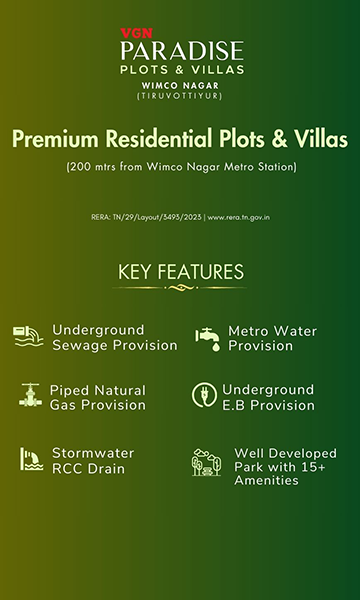 VGN
PARADISE
PLOTS & VILLAS
WIMCO NAGAR
(TIRUVOTTIYUR)
Premium Residential Plots & Villas
(200 mtrs from Wimco Nagar Metro Station)
RERA: TN/29/Layout/3493/2023 | www.rera.tn.gov.in
KEY FEATURES
Underground
Sewage Provision
Metro Water
Provision
Piped Natural
Gas Provision
Underground
E.B Provision
Stormwater
RCC Drain
Well Developed
Park with 15+
Amenities